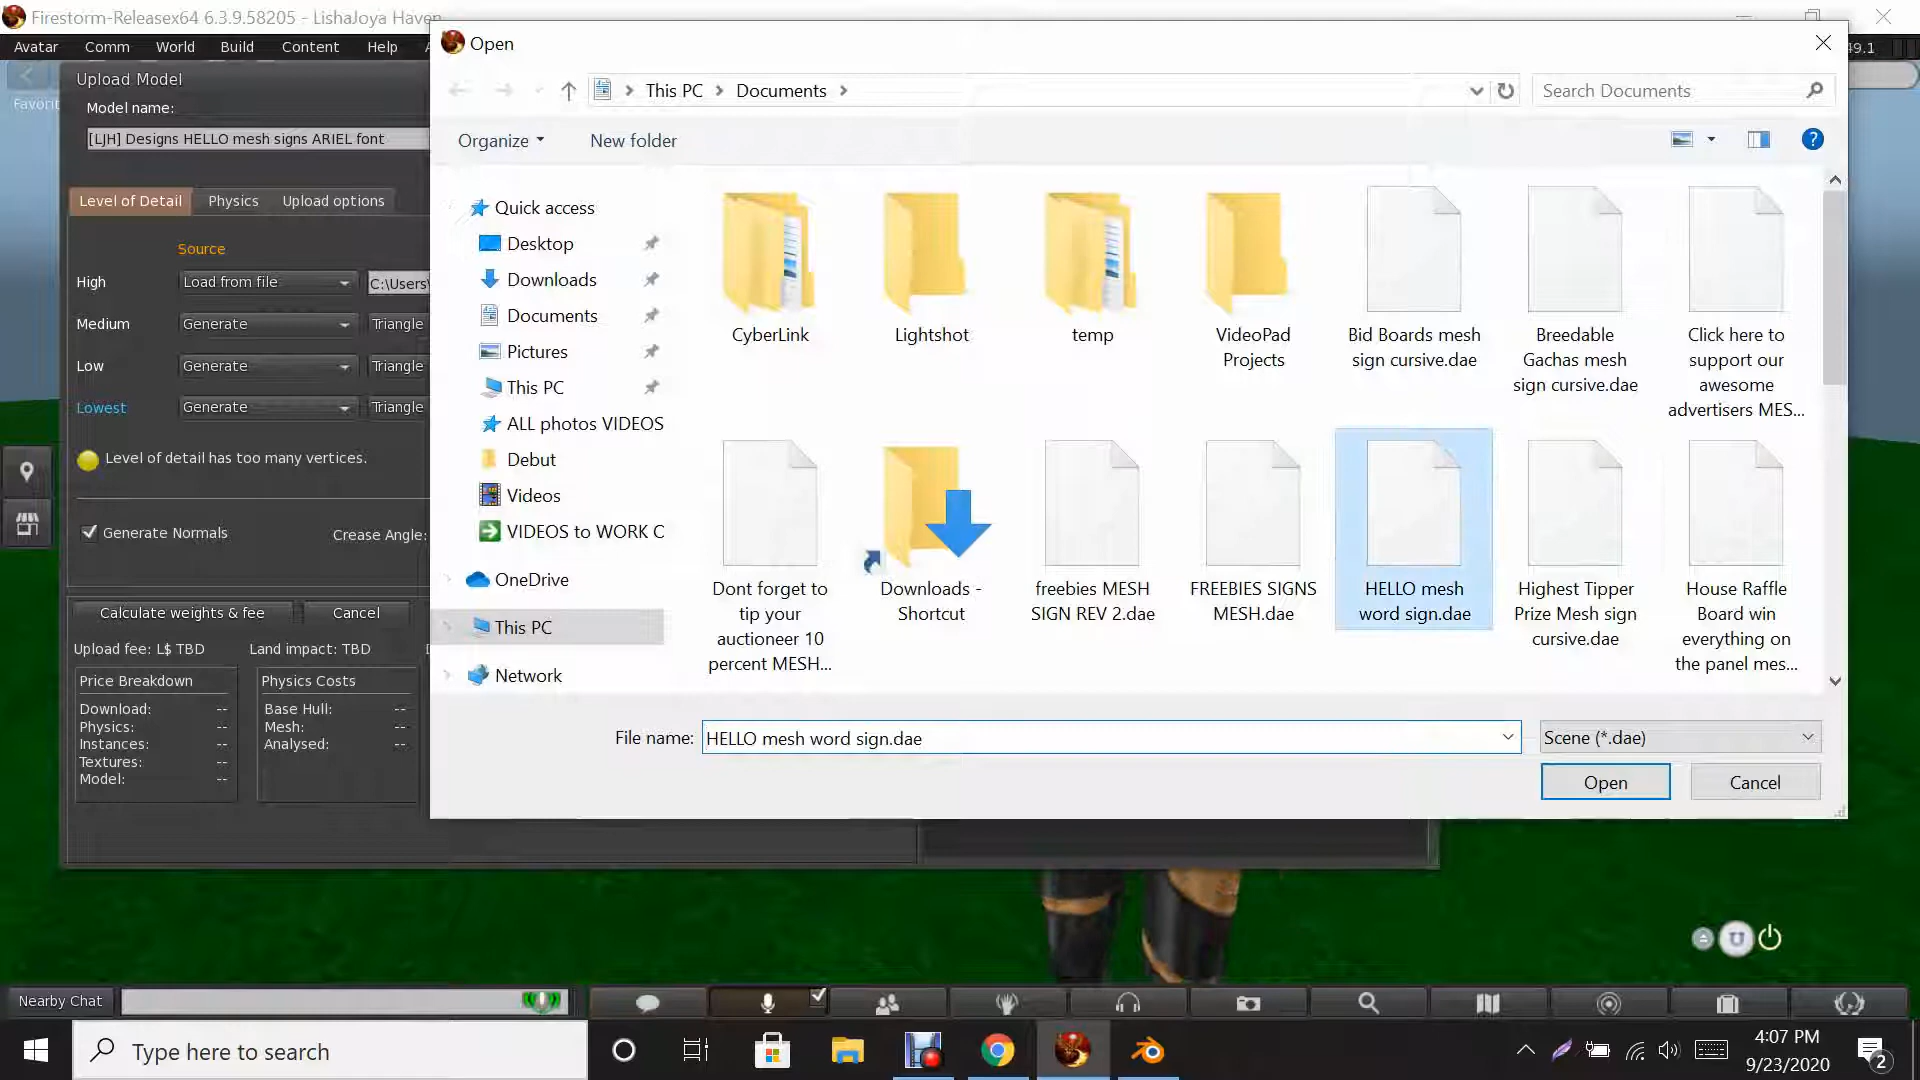 Firestorm-Releasex64 6.3.9.58205 - LishaJoya Haven
Avatar Comm World Build Content Help
49.1
Favorit
Upload Model
Model name:
[LJH] Designs HELLO mesh signs ARIEL font
Level of Detail Physics Upload options
Source
High Load from file C:\Users\
Medium Generate Triangle
Low Generate Triangle
Lowest Generate Triangle
Level of detail has too many vertices.
Generate Normals Crease Angle:
Calculate weights & fee Cancel
Upload fee: L$ TBD Land impact: TBD
Price Breakdown
Download: --
Physics: --
Instances: --
Textures: --
Model: --
Physics Costs
Base Hull: --
Mesh: ---
Analysed: --
Open
This PC Documents
Search Documents
Organize New folder
?
Quick access
Desktop
Downloads
Documents
Pictures
This PC
ALL photos VIDEOS
Debut
Videos
VIDEOS to WORK C
OneDrive
This PC
Network
CyberLink
Lightshot
temp
VideoPad
Projects
Bid Boards mesh
sign cursive.dae
Breedable
Gachas mesh
sign cursive.dae
Click here to
support our
awesome
advertisers MES...
Dont forget to
tip your
auctioneer 10
percent MESH...
Downloads -
Shortcut
freebies MESH
SIGN REV 2.dae
FREEBIES SIGNS
MESH.dae
HELLO mesh
word sign.dae
Highest Tipper
Prize Mesh sign
cursive.dae
House Raffle
Board win
everything on
the panel mes...
File name: HELLO mesh word sign.dae Scene (*.dae)
Open Cancel
Nearby Chat
Type here to search
4:07 PM
9/23/2020
2